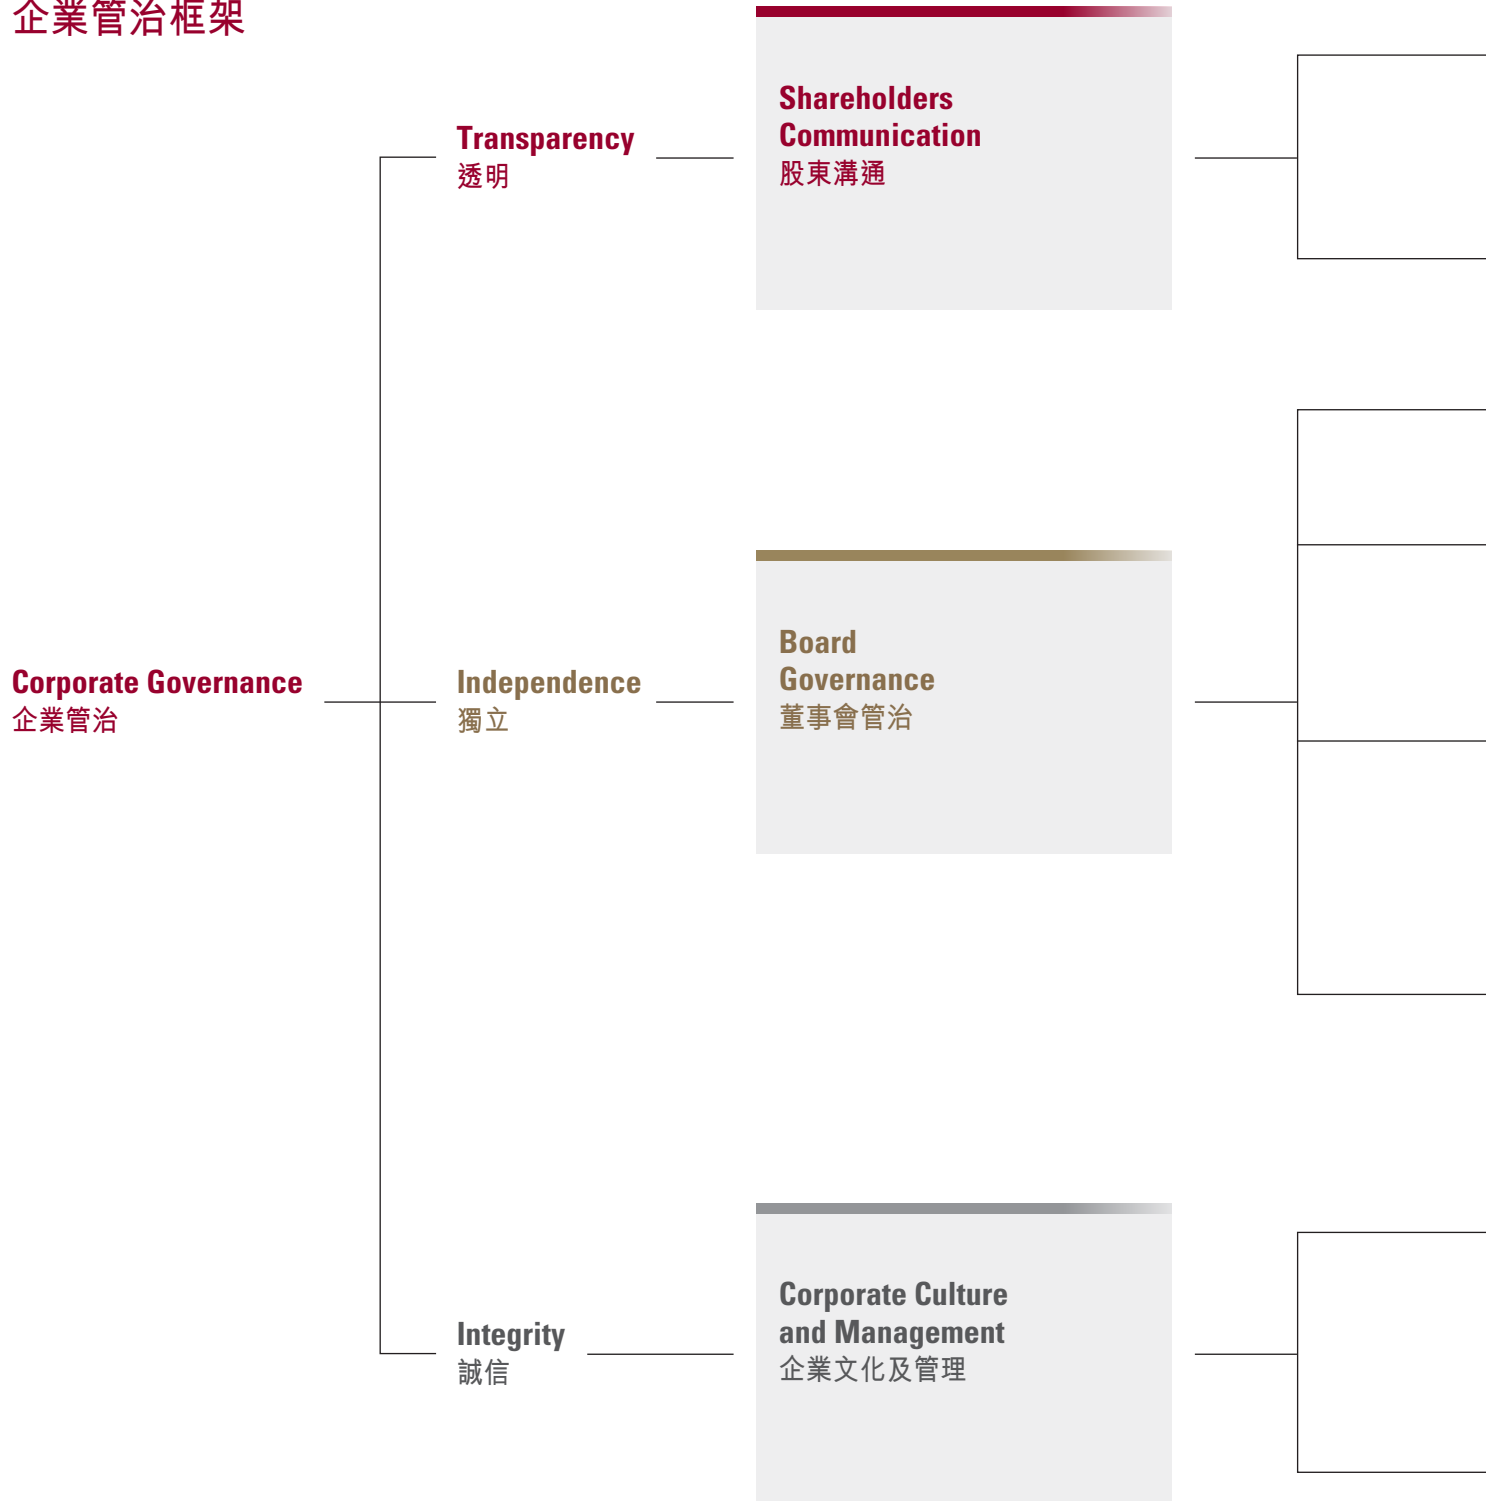 企業管治框架
Shareholders
Communication
股東溝通
Transparency
透明
Board
Governance
董事會管治
Corporate Governance
企業管治
Independence
獨立
Corporate Culture
and Management
企業文化及管理
Integrity
誠信